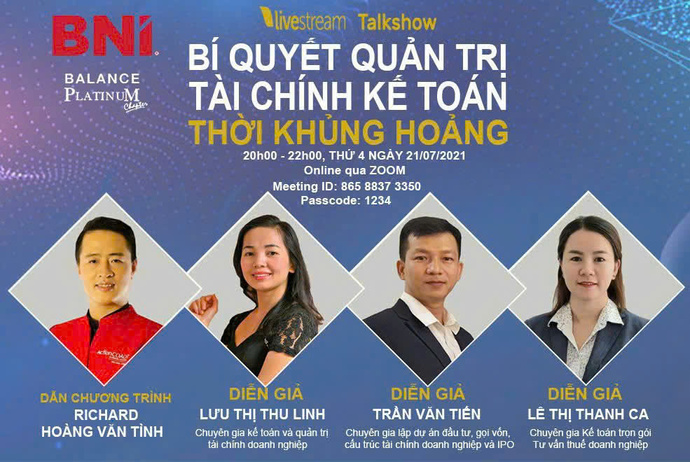 BNI
BALANCE
PLATINUM
Chapter
livestream Talkshow
BÍ QUYẾT QUẢN TRỊ
TÀI CHÍNH KẾ TOÁN
THỜI KHỦNG HOẢNG
20h00 - 22h00, THỨ 4 NGÀY 21/07/2021
Online qua ZOOM
Meeting ID: 865 8837 3350
Passcode: 1234
ACTIONCOACH
DẪN CHƯƠNG TRÌNH
RICHARD
HOÀNG VĂN TÌNH
DIỄN GIẢ
LƯU THỊ THU LINH
Chuyên gia kế toán và quản trị
tài chính doanh nghiệp
DIỄN GIẢ
TRẦN VĂN TIẾN
Chuyên gia lập dự án đầu tư, gọi vốn,
cấu trúc tài chính doanh nghiệp và IPO
DIỄN GIẢ
LÊ THỊ THANH CA
Chuyên gia Kế toán trọn gói
Tư vấn thuế doanh nghiệp